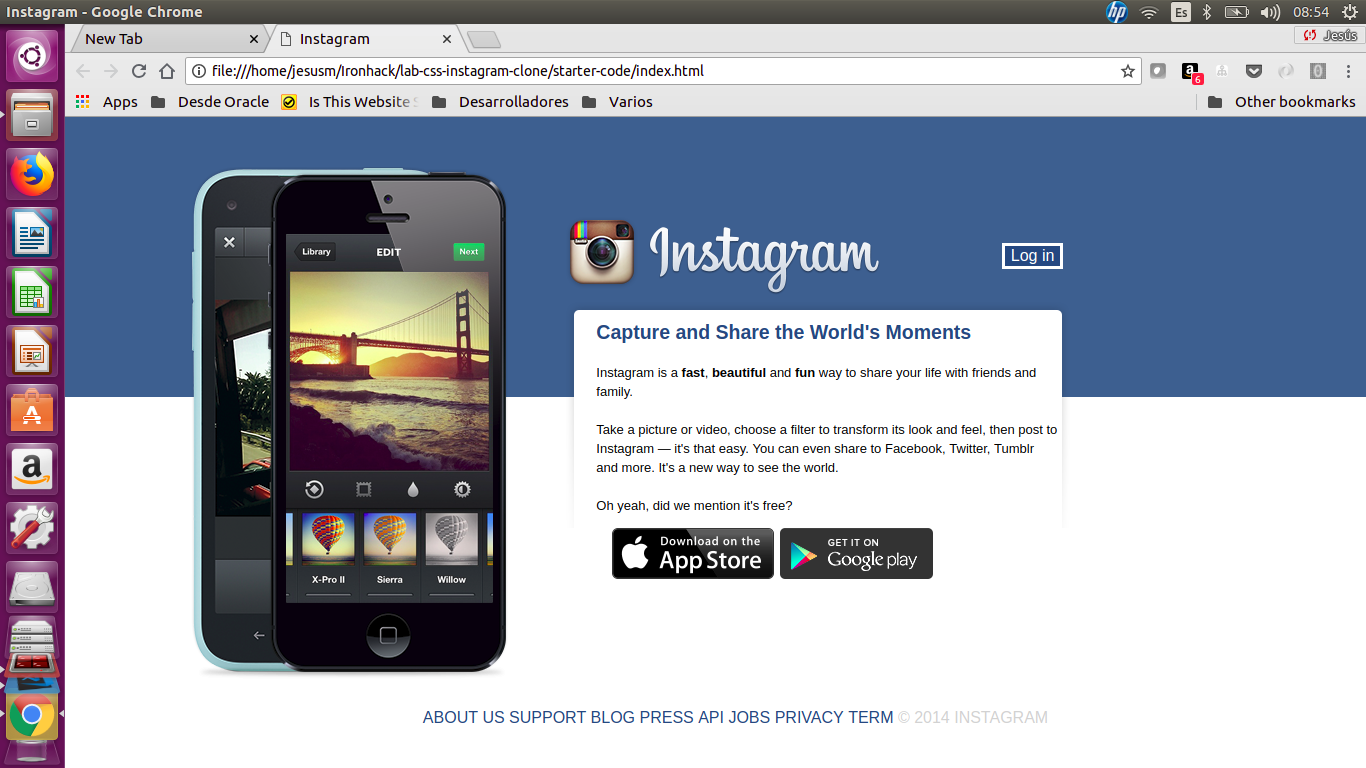 Instagram - Google Chrome
Es
08:54
New Tab
Instagram
Jesús
file:///home/jesusm/Ironhack/lab-css-instagram-clone/starter-code/index.html
6
Apps
Desde Oracle
Is This Website
Desarrolladores
Varios
Other bookmarks
Library
EDIT
Next
X-Pro II
Sierra
Willow
Instagram
Log in
Capture and Share the World's Moments
Instagram is a fast, beautiful and fun way to share your life with friends and
family.
Take a picture or video, choose a filter to transform its look and feel, then post to
Instagram — it's that easy. You can even share to Facebook, Twitter, Tumblr
and more. It's a new way to see the world.
Oh yeah, did we mention it's free?
Download on the
App Store
GET IT ON
Google play
ABOUT US SUPPORT BLOG PRESS API JOBS PRIVACY TERM © 2014 INSTAGRAM